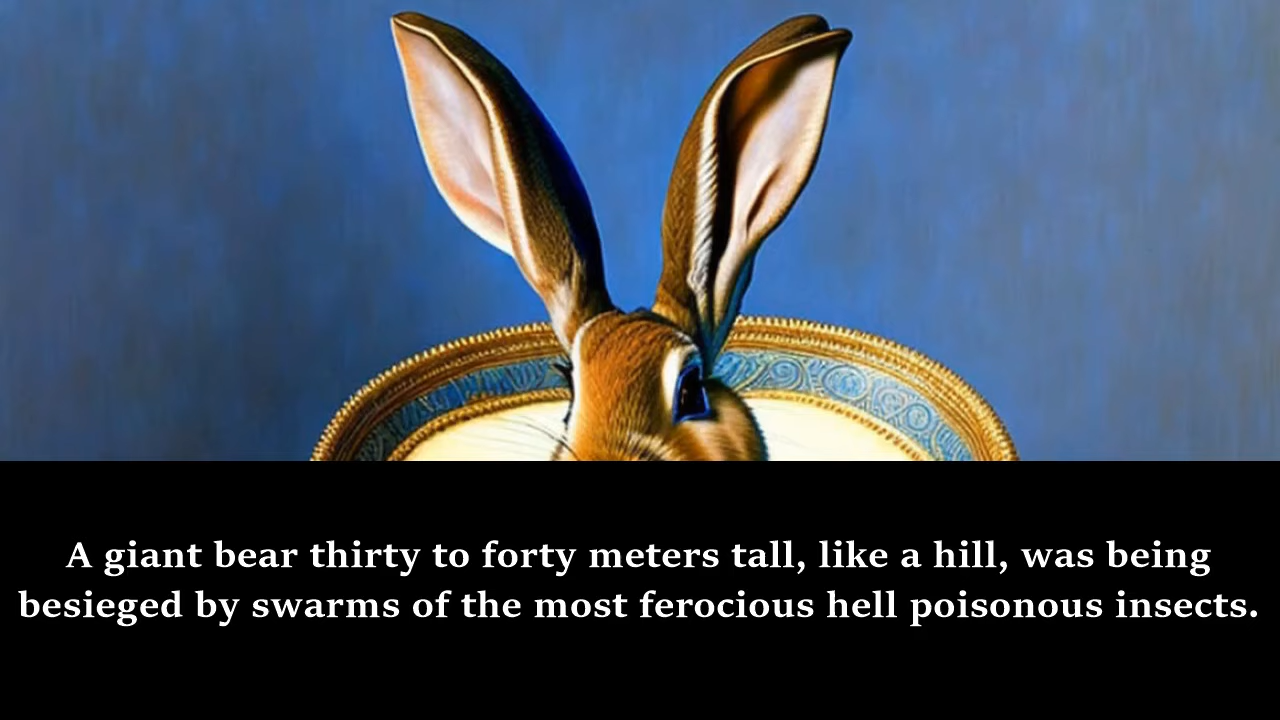 A giant bear thirty to forty meters tall, like a hill, was being
besieged by swarms of the most ferocious hell poisonous insects.